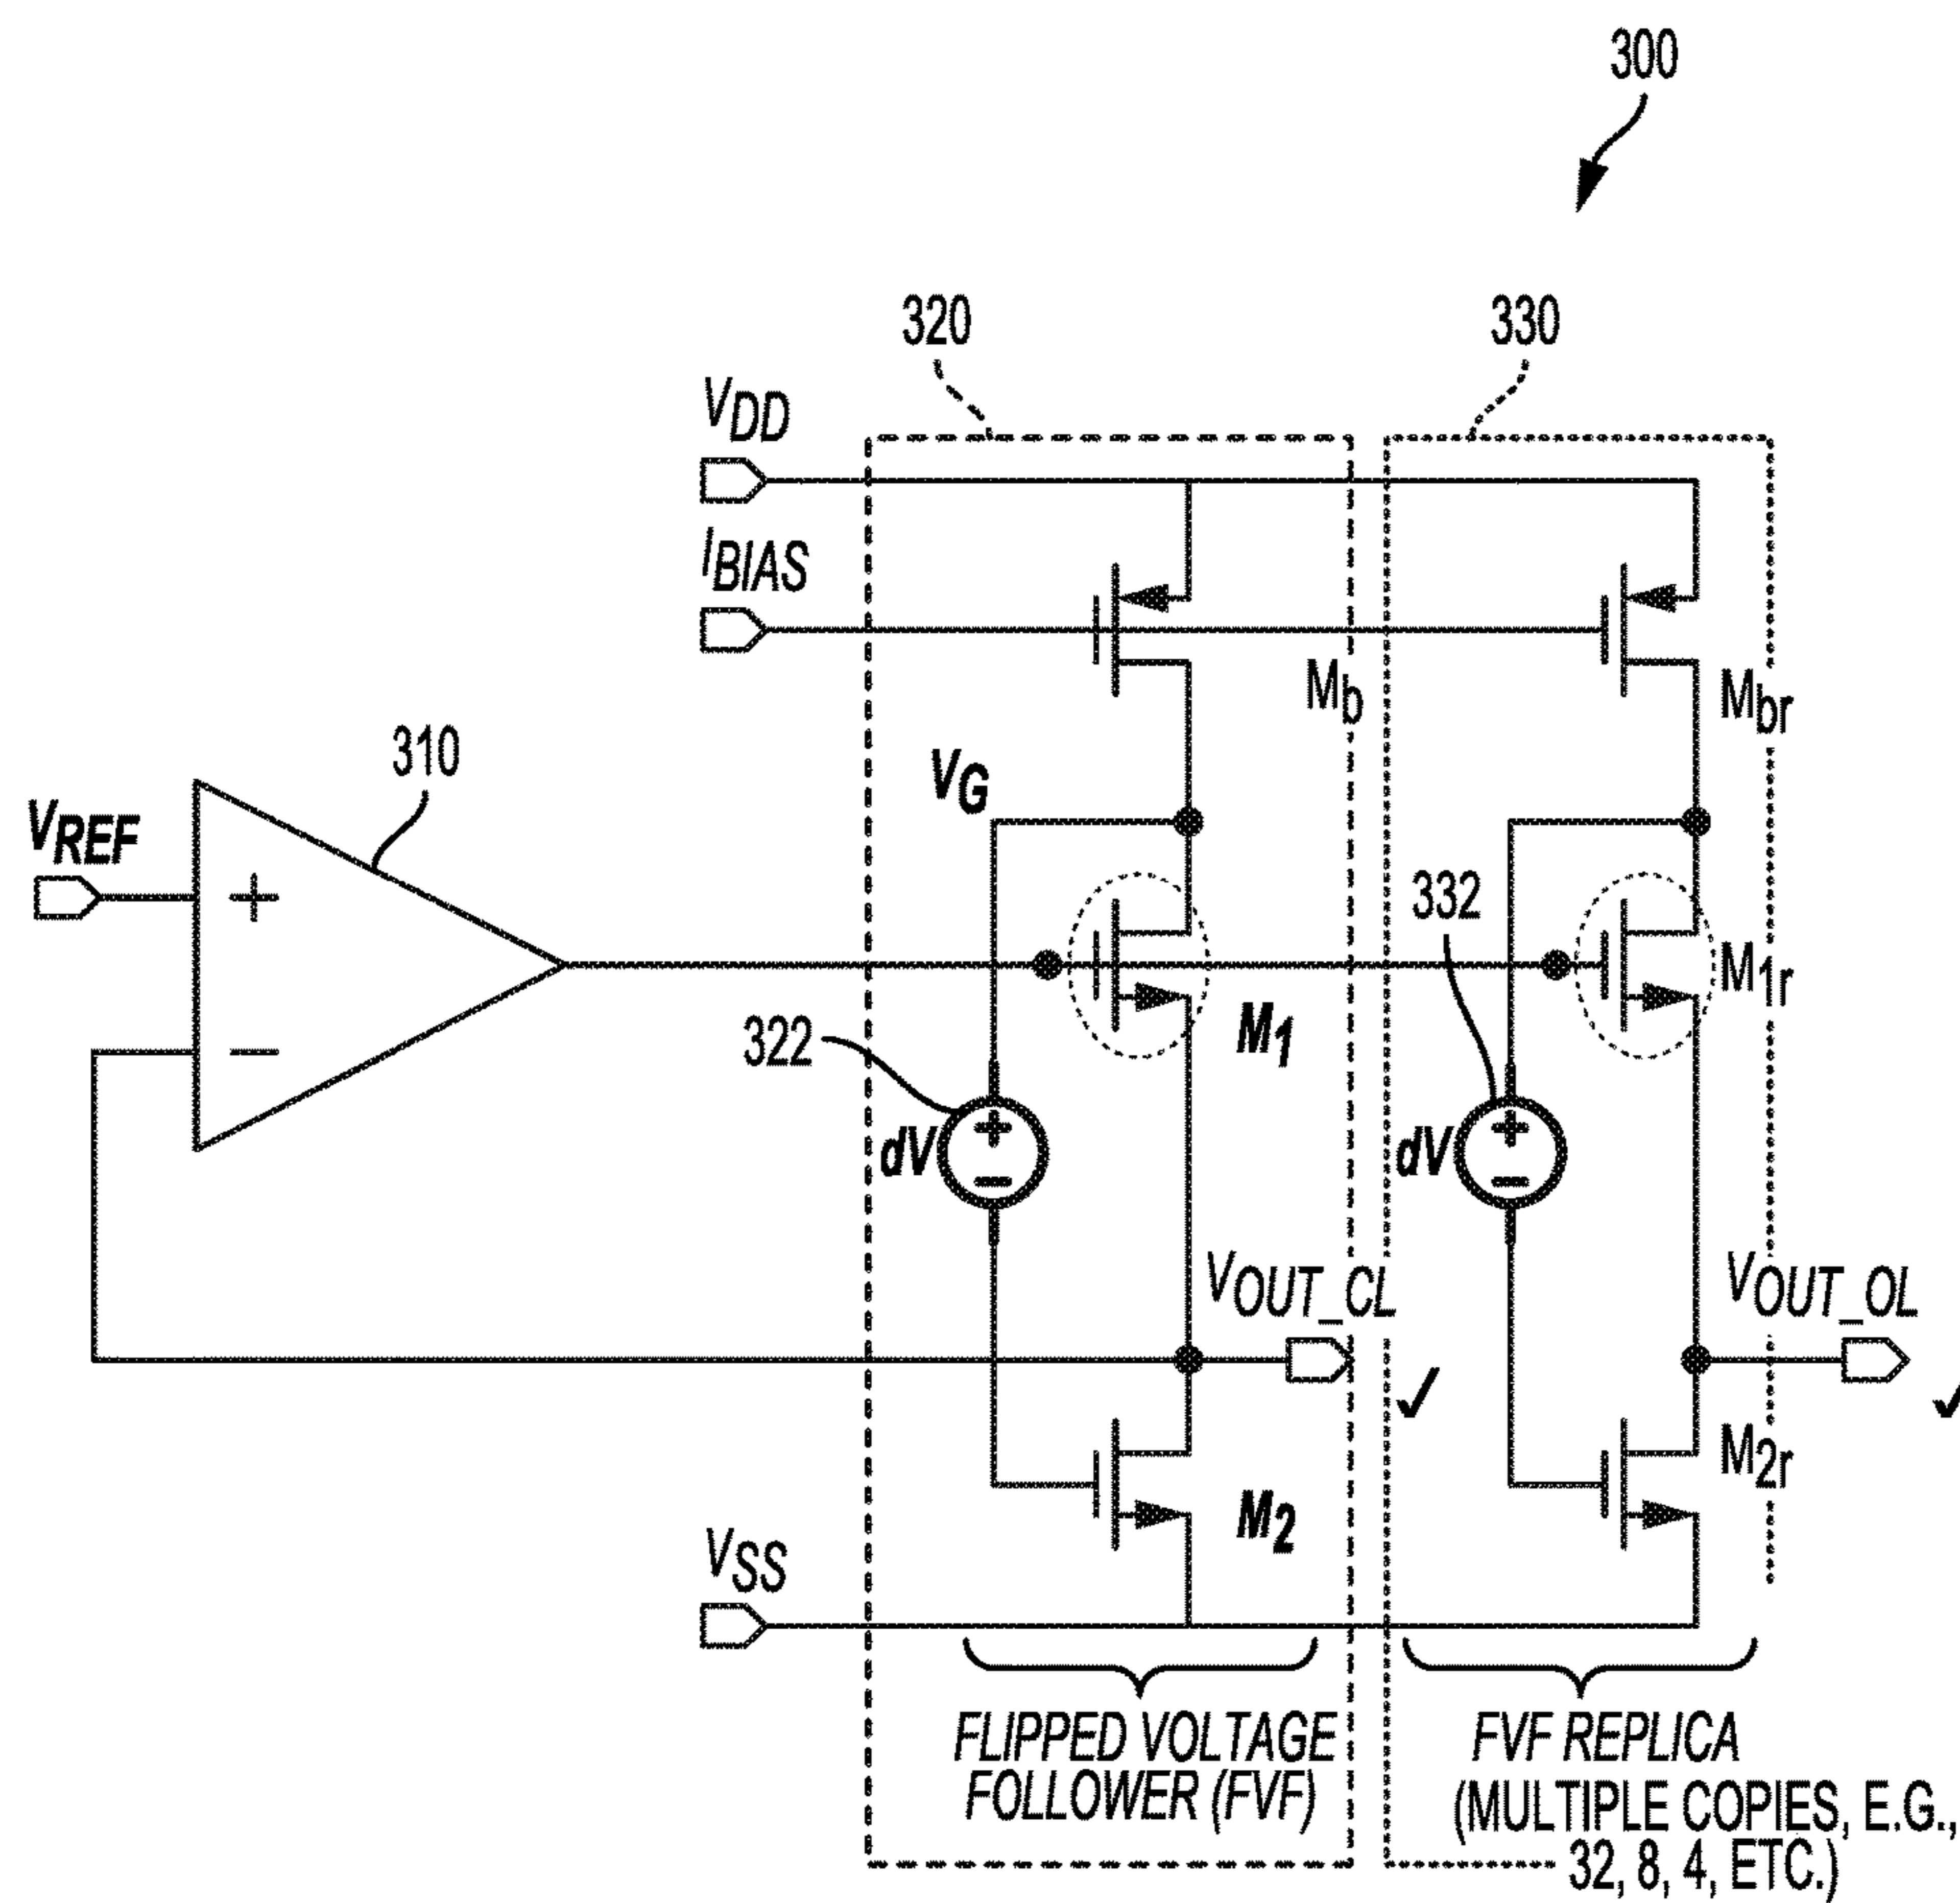 300
320
330
VDD
IBIAS
Mb
Mbr
310
VG
VREF
+
332
M1r
−
M1
322
dV
+
−
dV
+
−
VOUT_CL
VOUT_OL
✓
✓
M2r
M2
VSS
FLIPPED VOLTAGE
FOLLOWER (FVF)
FVF REPLICA
(MULTIPLE COPIES, E.G.,
32, 8, 4, ETC.)